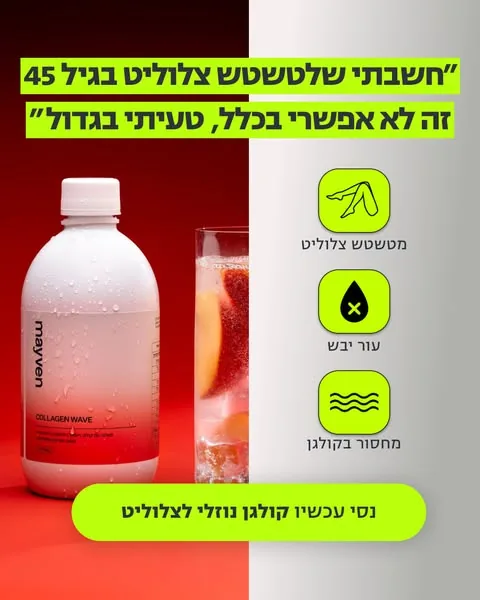 "חשבתי שלטשטש צלוליט בגיל 45
זה לא אפשרי בכלל, טעיתי בגדול"
מטשטש צלוליט
עור יבש
מחסור בקולגן
mayven
COLLAGEN WAVE
נסי עכשיו קולגן נוזלי לצלוליט